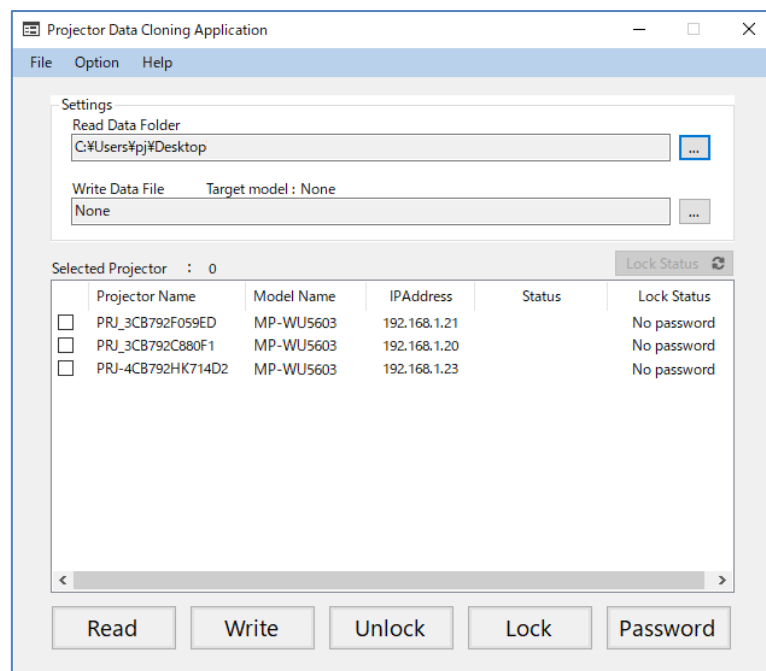 Projector Data Cloning Application
File Option Help
Settings
Read Data Folder
C:¥Users¥pj¥Desktop
...
Write Data File Target model : None
None
...
Selected Projector : 0
Lock Status
Projector Name Model Name IPAddress Status Lock Status
PRJ_3CB792F059ED MP-WU5603 192.168.1.21 No password
PRJ_3CB792C880F1 MP-WU5603 192.168.1.20 No password
PRJ-4CB792HK714D2 MP-WU5603 192.168.1.23 No password
Read Write Unlock Lock Password